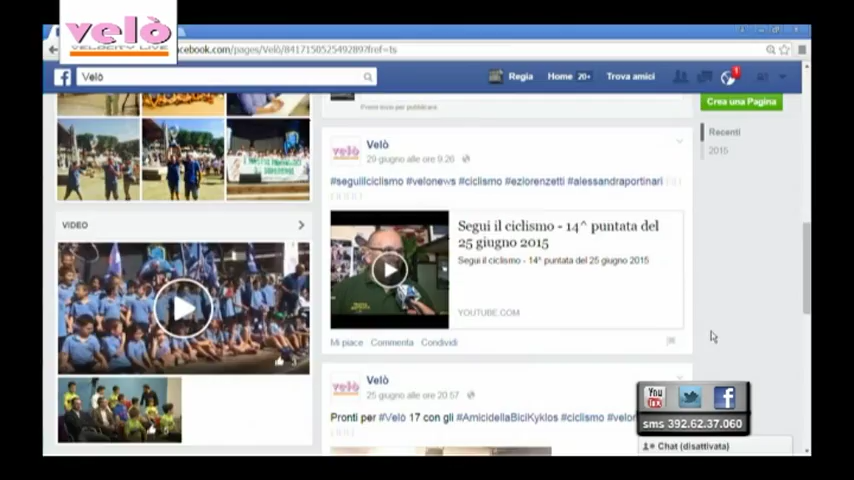 velò
VELOCITY LIVE
acebook.com/pages/Velò/841715052549289?fref=ts
Velò
Regia
Home 20+
Trova amici
1
Crea una Pagina
Recenti
2015
VIDEO
Velò
29 giugno alle ore 9:26
#seguilciclismo #velonews #ciclismo #eziorenzetti #alessandraportinari
Segui il ciclismo - 14^ puntata del
25 giugno 2015
Segui il ciclismo - 14^ puntata del 25 giugno 2015
YOUTUBE.COM
Mi piace Commenta Condividi
Velò
25 giugno alle ore 20:57
Pronti per #Velò 17 con gli #AmicidellaBiciKyklos #ciclismo
You
sms 392.62.37.060
Chat (disattivata)